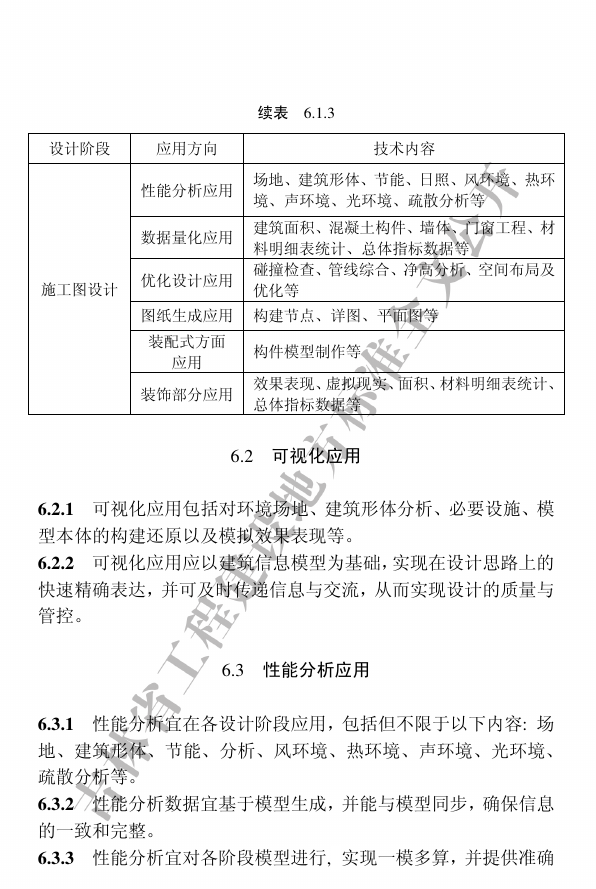 续表 6.1.3
设计阶段 应用方向 技术内容
施工图设计
性能分析应用
场地、建筑形体、节能、日照、风环境、热环
境、声环境、光环境、疏散分析等
数据量化应用
建筑面积、混凝土构件、墙体、门窗工程、材
料明细表统计、总体指标数据等
优化设计应用
碰撞检查、管线综合、净高分析、空间布局及
优化等
图纸生成应用
构建节点、详图、平面图等
装配式方面
应用
构件模型制作等
装饰部分应用
效果表现、虚拟现实、面积、材料明细表统计、
总体指标数据等
6.2 可视化应用
6.2.1 可视化应用包括对环境场地、建筑形体分析、必要设施、模
型本体的构建还原以及模拟效果表现等。
6.2.2 可视化应用应以建筑信息模型为基础，实现在设计思路上的
快速精确表达，并可及时传递信息与交流，从而实现设计的质量与
管控。
6.3 性能分析应用
6.3.1 性能分析宜在各设计阶段应用，包括但不限于以下内容: 场
地、建筑形体、节能、分析、风环境、热环境、声环境、光环境、
疏散分析等。
6.3.2 性能分析数据宜基于模型生成，并能与模型同步，确保信息
的一致和完整。
6.3.3 性能分析宜对各阶段模型进行, 实现一模多算，并提供准确
吉林省工程建设地方标准全文公开